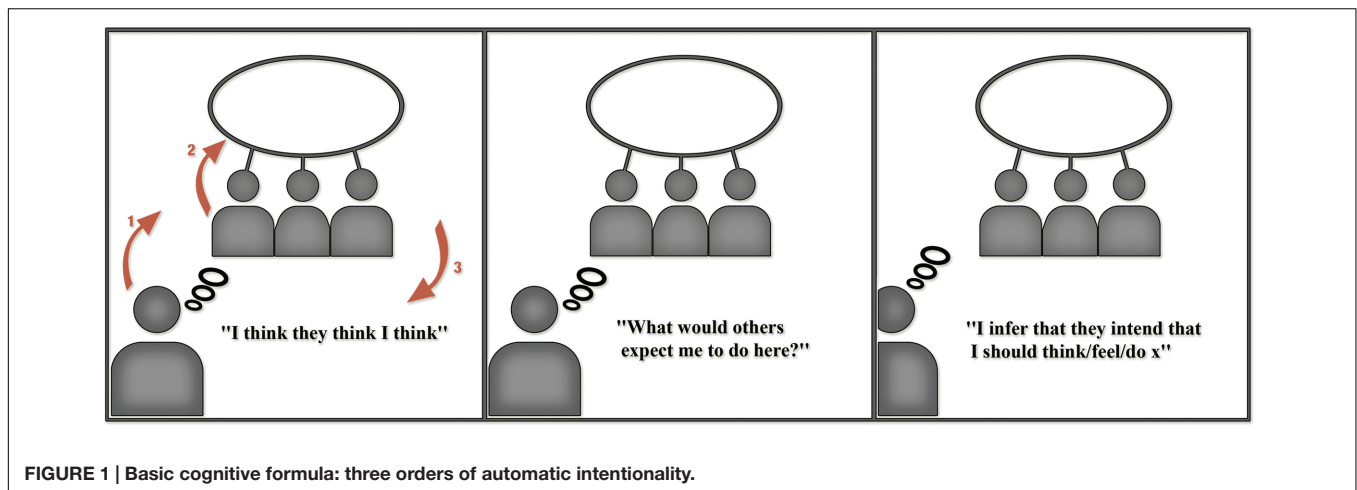 2
1
3
"I think they think I think"
"What would others
expect me to do here?"
"I infer that they intend that
I should think/feel/do x"
FIGURE 1 | Basic cognitive formula: three orders of automatic intentionality.